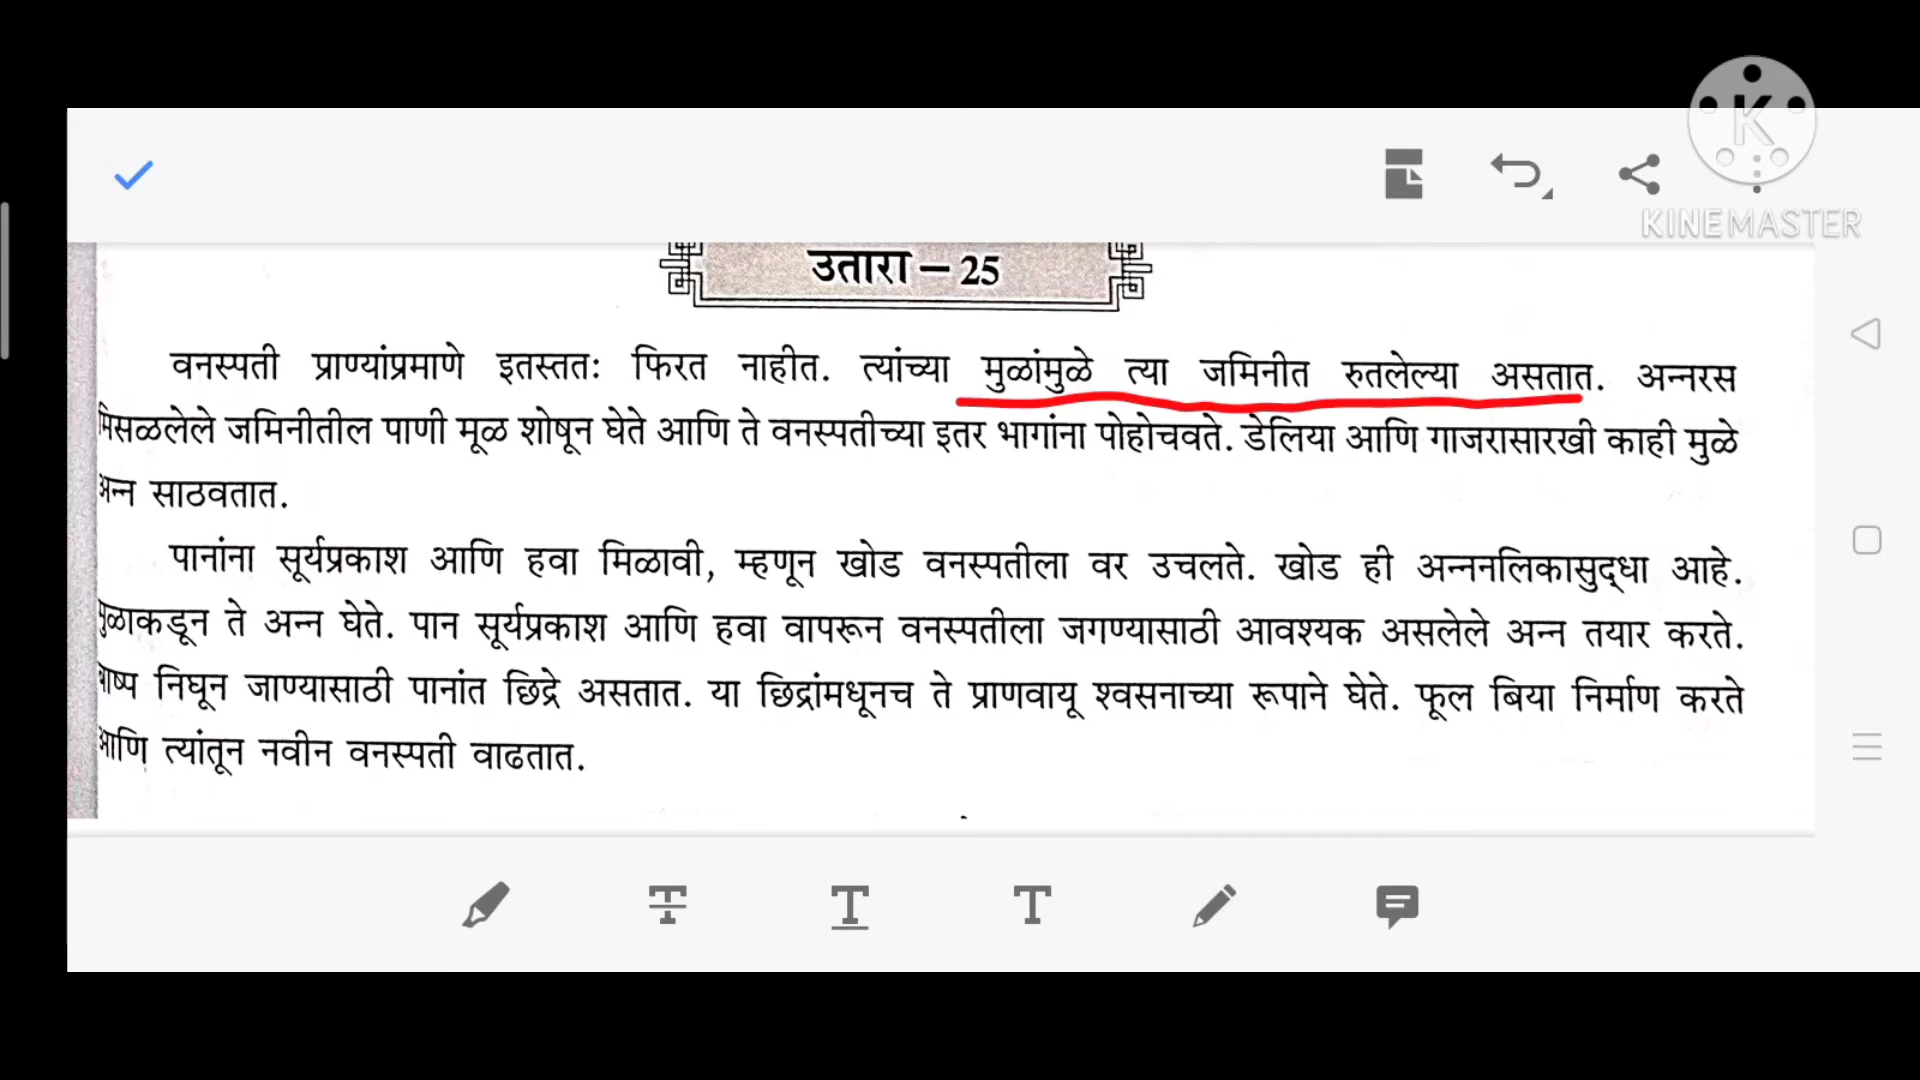 KINEMASTER
उतारा – 25
वनस्पती प्राण्यांप्रमाणे इतस्ततः फिरत नाहीत. त्यांच्या मुळांमुळे त्या जमिनीत रुतलेल्या असतात. अन्नरस
मिसळलेले जमिनीतील पाणी मूळ शोषून घेते आणि ते वनस्पतीच्या इतर भागांना पोहोचवते. डेलिया आणि गाजरासारखी काही मुळे
अन्न साठवतात.
पानांना सूर्यप्रकाश आणि हवा मिळावी, म्हणून खोड वनस्पतीला वर उचलते. खोड ही अन्ननलिकासुद्धा आहे.
मुळाकडून ते अन्न घेते. पान सूर्यप्रकाश आणि हवा वापरून वनस्पतीला जगण्यासाठी आवश्यक असलेले अन्न तयार करते.
बाष्प निघून जाण्यासाठी पानांत छिद्रे असतात. या छिद्रांमधूनच ते प्राणवायू श्वसनाच्या रूपाने घेते. फूल बिया निर्माण करते
आणि त्यांतून नवीन वनस्पती वाढतात.